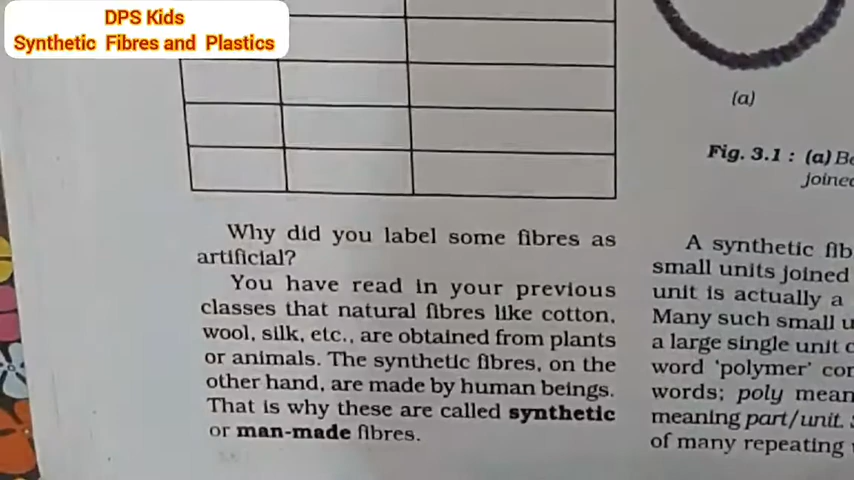 DPS Kids
Synthetic Fibres and Plastics
Why did you label some fibres as
artificial?
You have read in your previous
classes that natural fibres like cotton,
wool, silk, etc., are obtained from plants
or animals. The synthetic fibres, on the
other hand, are made by human beings.
That is why these are called synthetic
or man-made fibres.
(a)
Fig. 3.1 : (a)
joined
A synthetic
small units joined
unit is actually a
Many such small
a large single unit
word 'polymer'
words; poly
meaning part/unit.
of many repeating